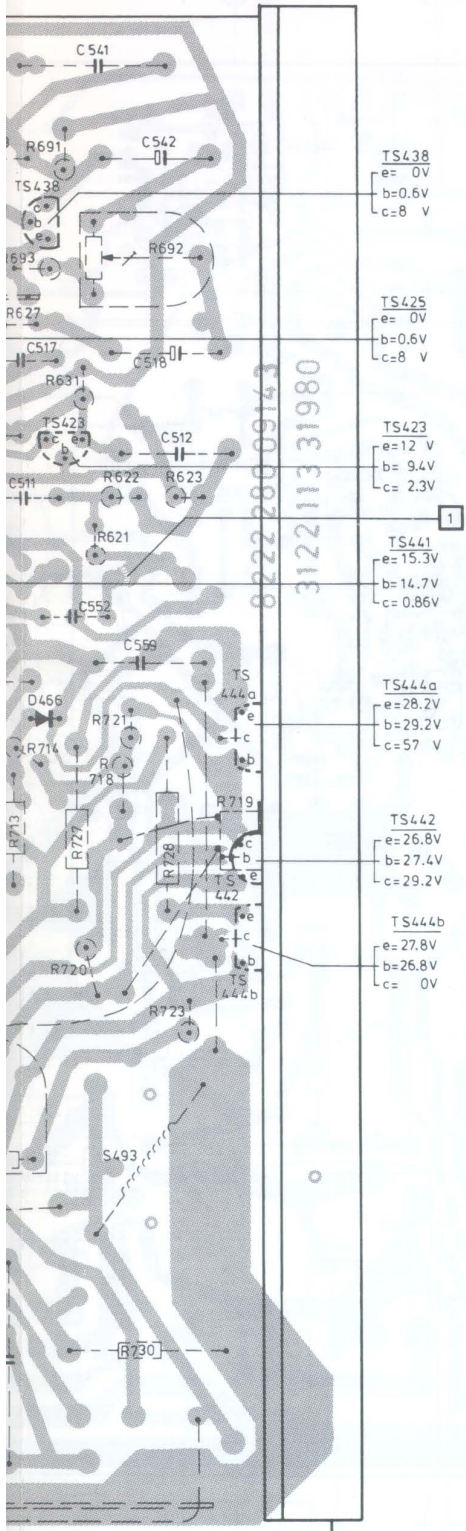 C541
R691
C542
TS438
c
b
e
R693
R692
R627
C517
C518
R631
TS423
c
e
b
C512
C511
R622
R623
R621
C552
C559
8222 280 09143
3122 113 31980
D466
R714
R721
R
718
TS
444a
e
c
b
R713
R727
R728
R719
c
b
e
TS
442
e
c
b
TS
444b
R720
R723
S493
R730
TS438
e= 0V
b=0.6V
c=8 V
TS425
e= 0V
b=0.6V
c=8 V
TS423
e=12 V
b= 9.4V
c= 2.3V
1
TS441
e=15.3V
b=14.7V
c= 0.86V
TS444a
e=28.2V
b=29.2V
c=57 V
TS442
e=26.8V
b=27.4V
c=29.2V
TS444b
e=27.8V
b=26.8V
c= 0V